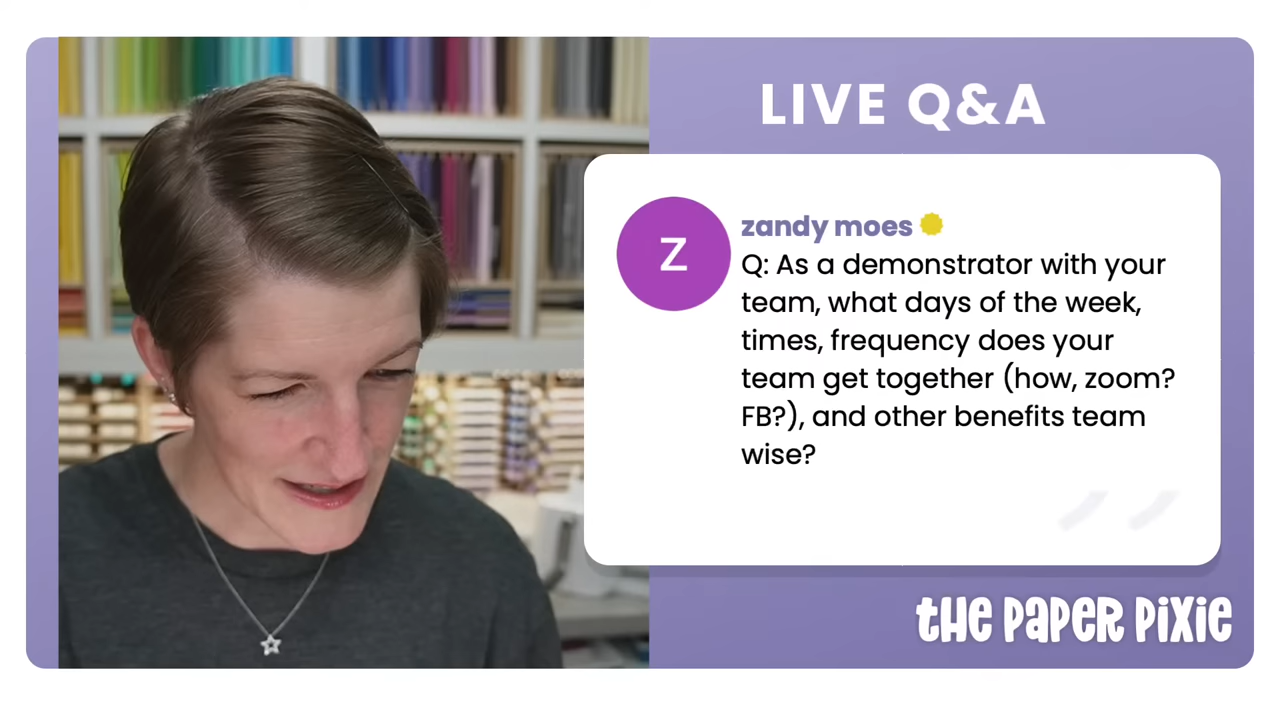 LIVE Q&A
Z
zandy moes
Q: As a demonstrator with your
team, what days of the week,
times, frequency does your
team get together (how, zoom?
FB?), and other benefits team
wise?
the paper pixie